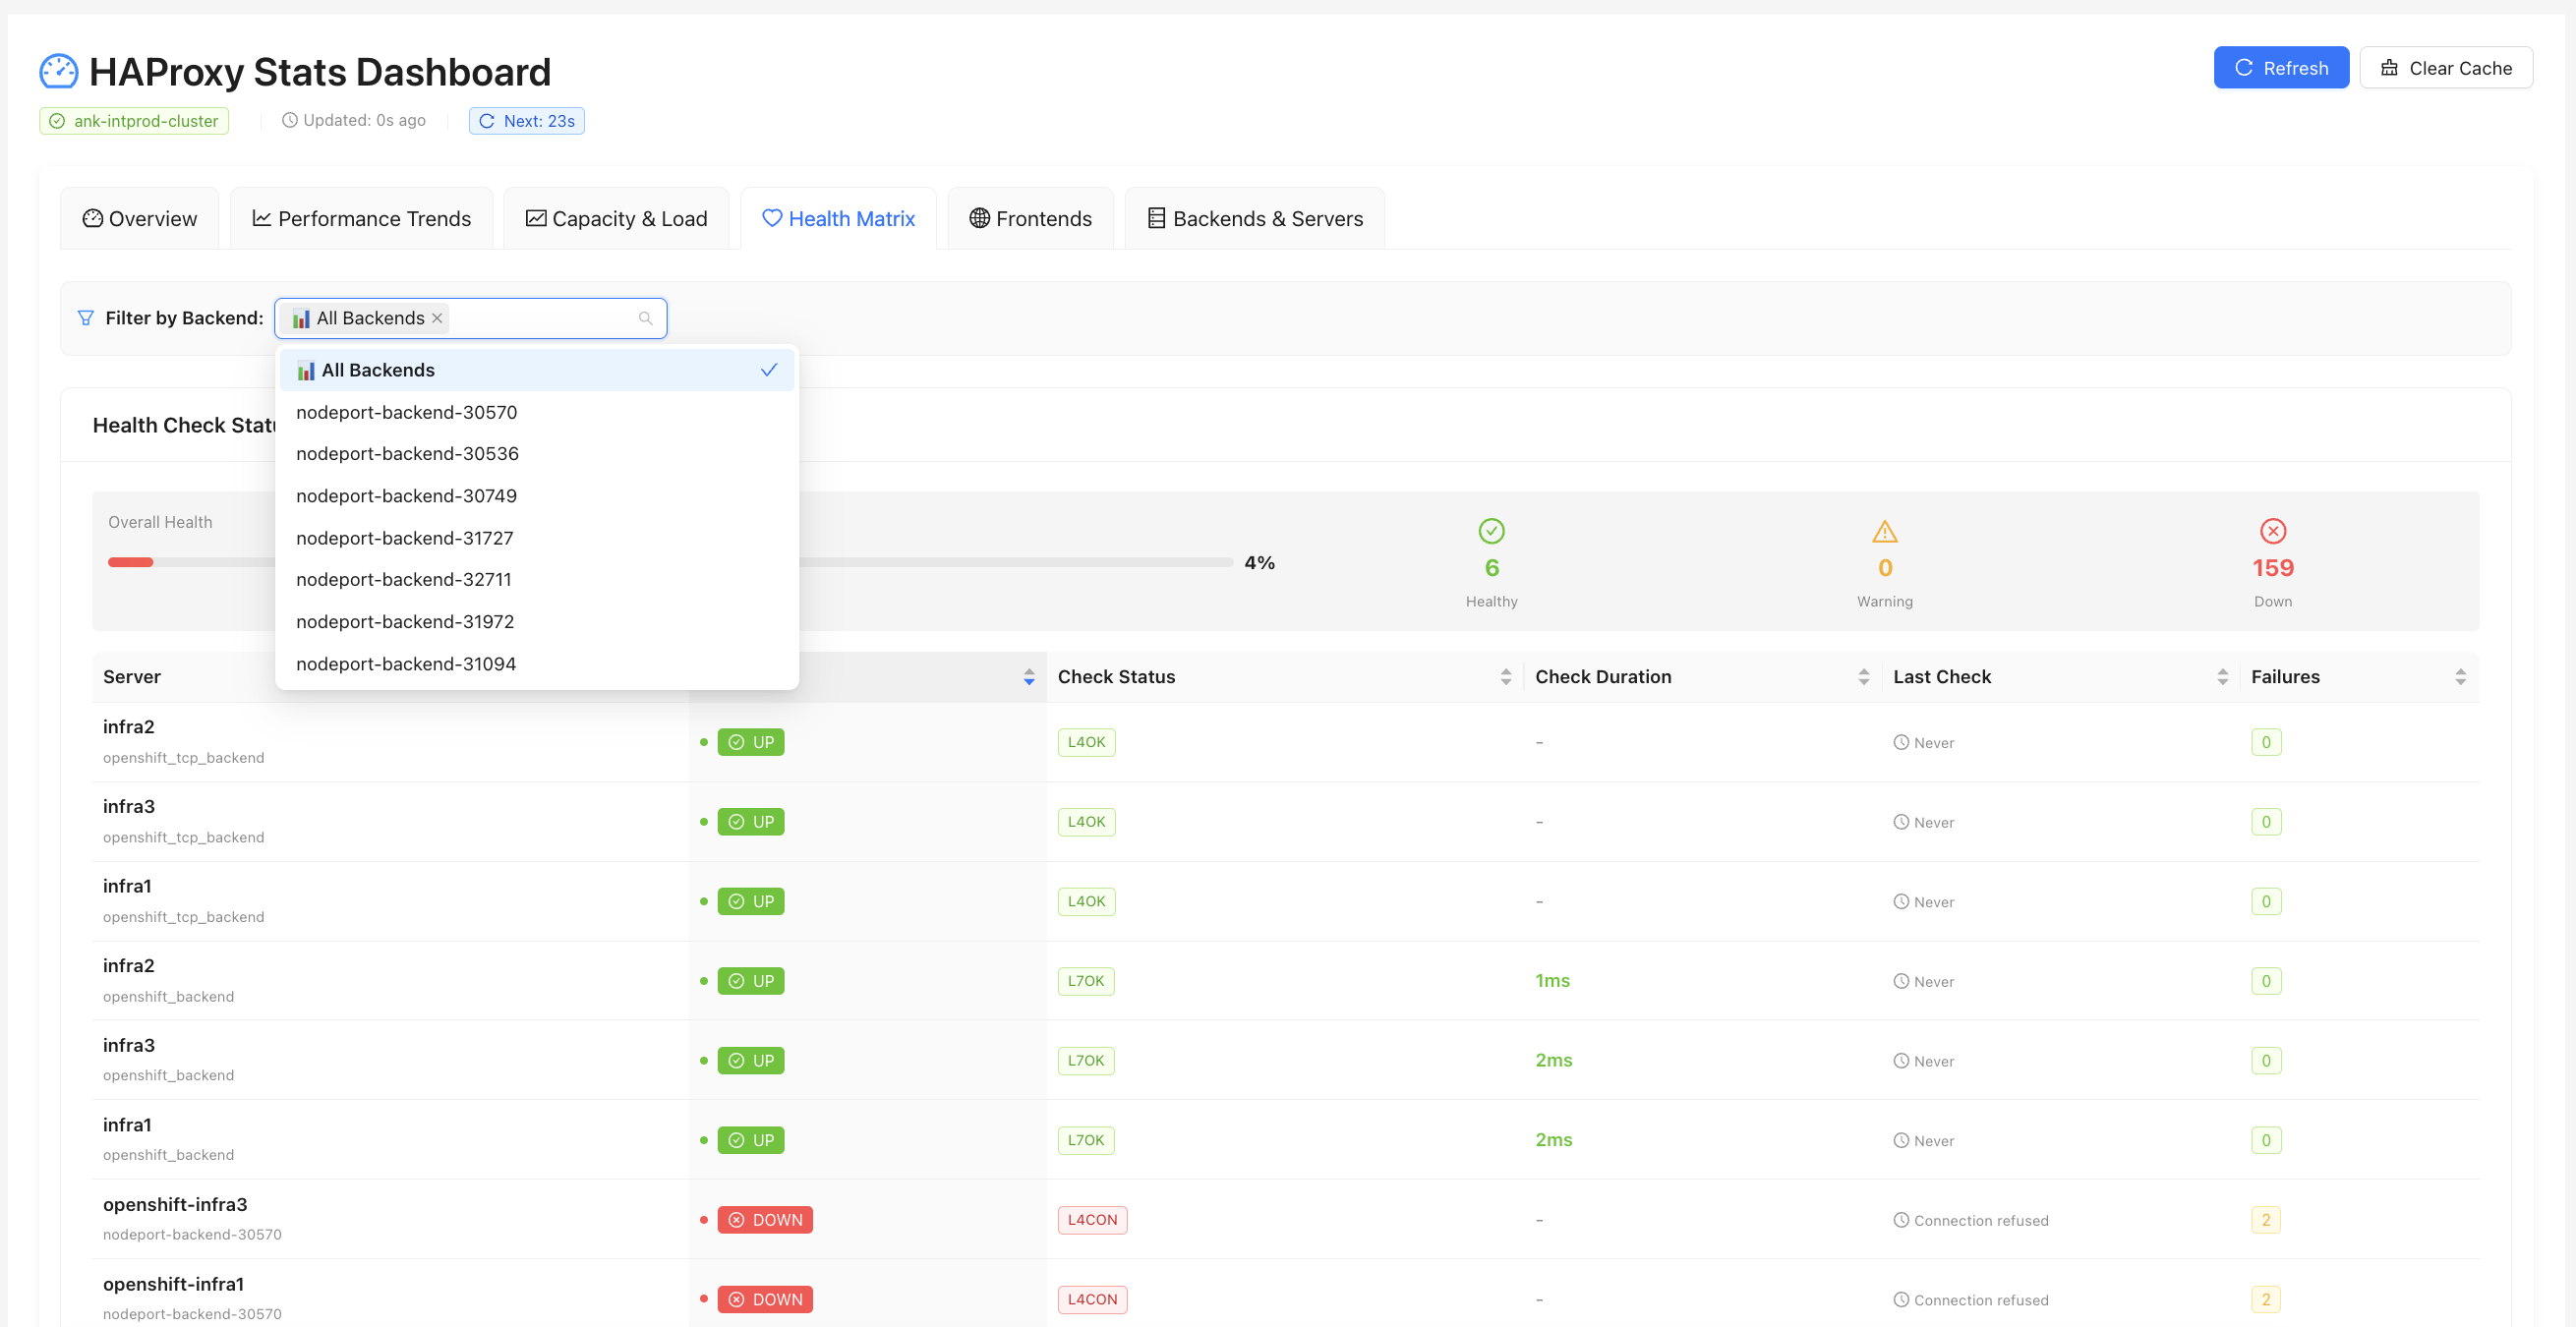 HAProxy Stats Dashboard
Refresh
Clear Cache
ank-intprod-cluster
Updated: 0s ago
Next: 23s
Overview
Performance Trends
Capacity & Load
Health Matrix
Frontends
Backends & Servers
Filter by Backend:
All Backends
All Backends
nodeport-backend-30570
nodeport-backend-30536
nodeport-backend-30749
nodeport-backend-31727
nodeport-backend-32711
nodeport-backend-31972
nodeport-backend-31094
Health Check
Overall Health
4%
6
Healthy
0
Warning
159
Down
Server
Check Status
Check Duration
Last Check
Failures
infra2
openshift_tcp_backend
UP
L4OK
-
Never
0
infra3
openshift_tcp_backend
UP
L4OK
-
Never
0
infra1
openshift_tcp_backend
UP
L4OK
-
Never
0
infra2
openshift_backend
UP
L7OK
1ms
Never
0
infra3
openshift_backend
UP
L7OK
2ms
Never
0
infra1
openshift_backend
UP
L7OK
2ms
Never
0
openshift-infra3
nodeport-backend-30570
DOWN
L4CON
-
Connection refused
2
openshift-infra1
nodeport-backend-30570
DOWN
L4CON
-
Connection refused
2